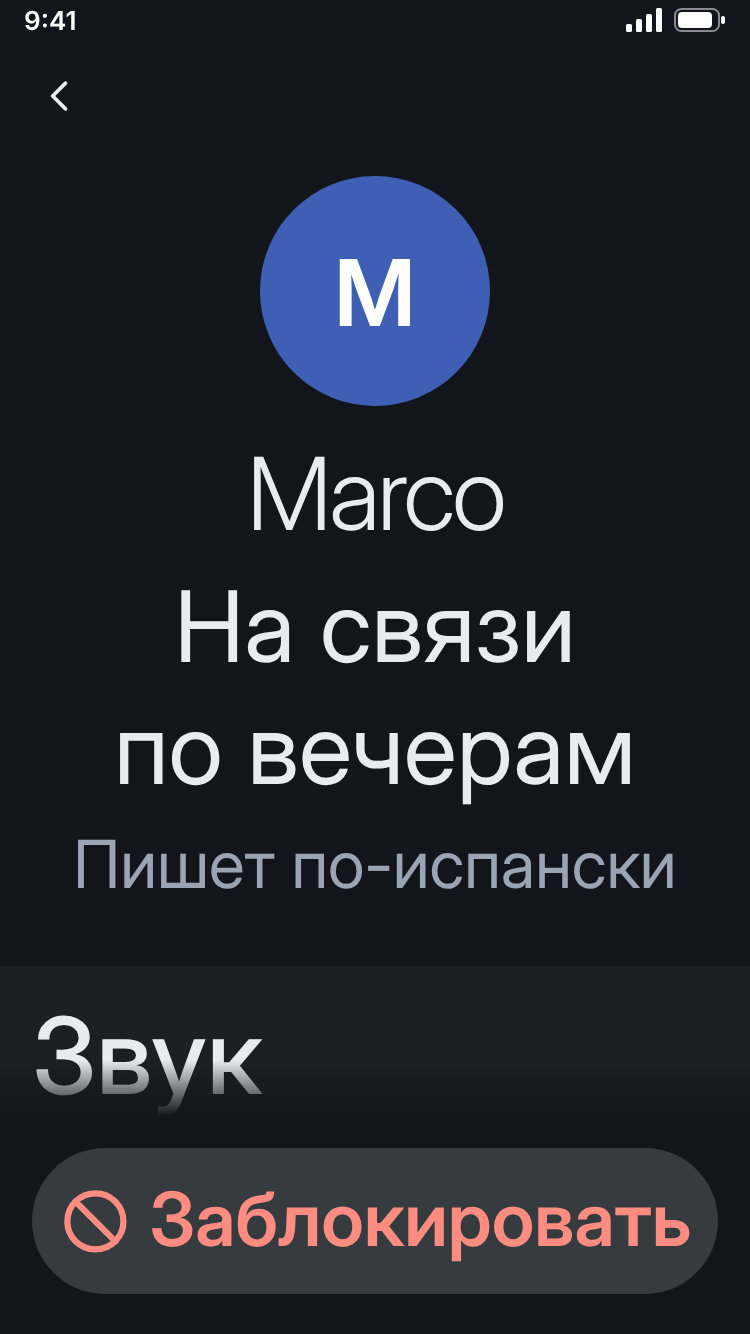 9:41
M
Marco
На связи
по вечерам
Пишет по-испански
Звук
Заблокировать